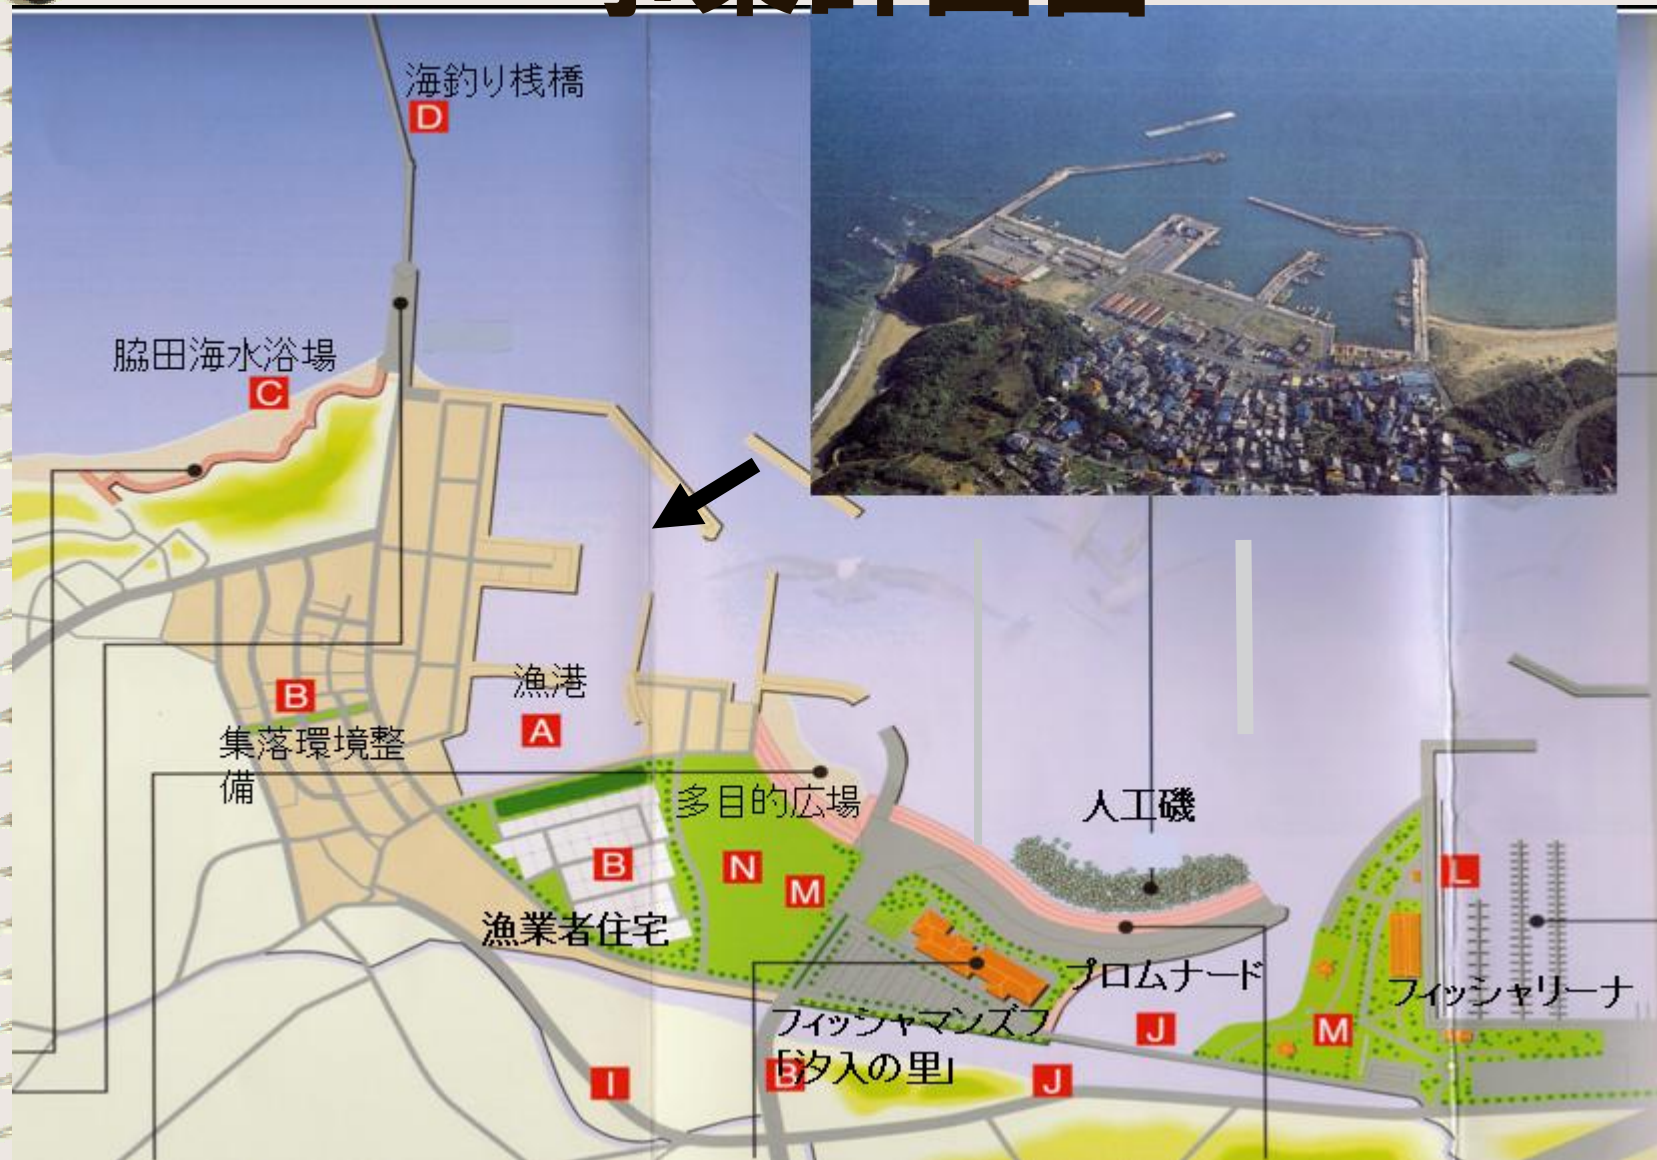 海釣り桟橋
D
脇田海水浴場
C
漁港
A
B
集落環境整
備
多目的広場
人工磯
B
N
M
L
漁業者住宅
プロムナード
フィッシャリーナ
フィッシャマンズフ
J
M
「汐入の里」
B
I
J